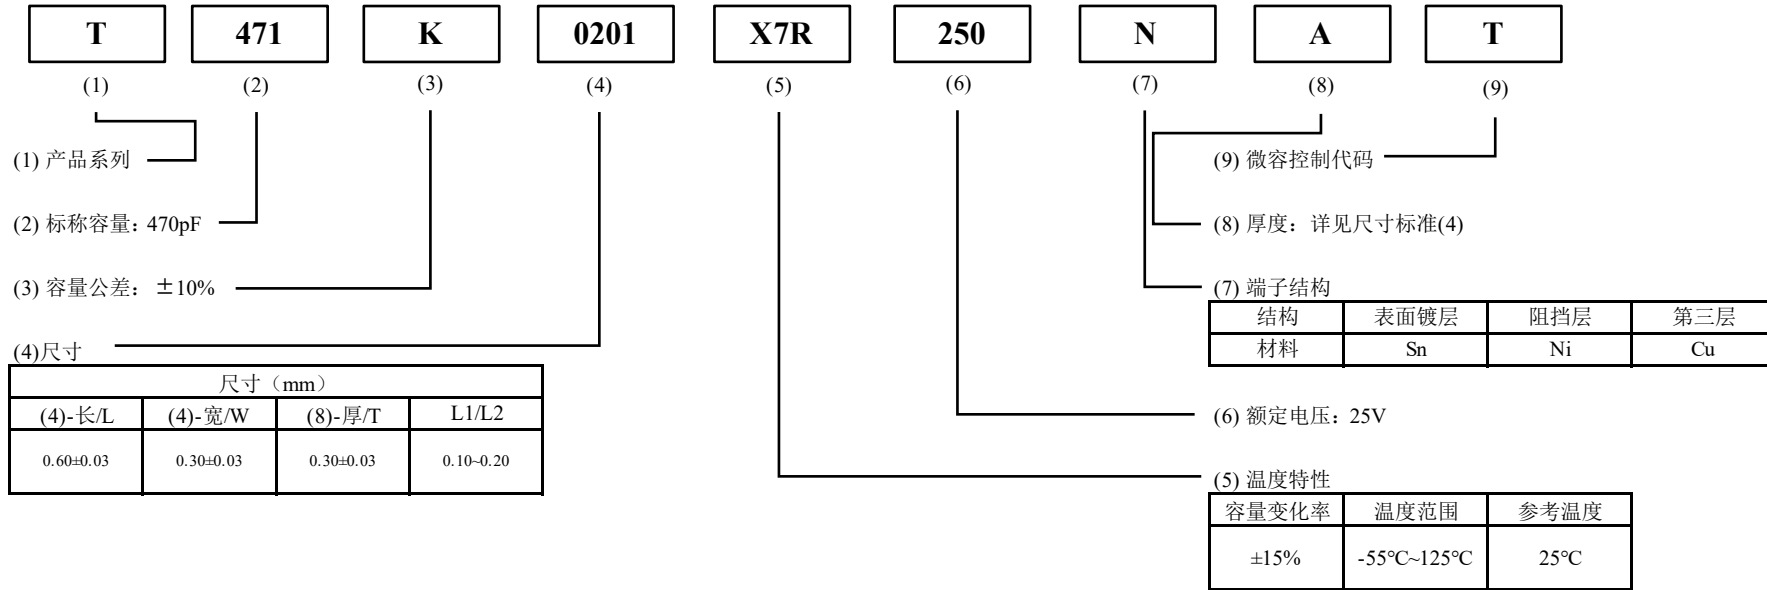 T 471 K 0201 X7R 250 N A T
(1) (2) (3) (4) (5) (6) (7) (8) (9)
(1) 产品系列
(9) 微容控制代码
(2) 标称容量：470pF
(8) 厚度：详见尺寸标准(4)
(3) 容量公差：±10%
(7) 端子结构
结构 表面镀层 阻挡层 第三层
材料 Sn Ni Cu
(4)尺寸
尺寸（mm）
(4)-长/L (4)-宽/W (8)-厚/T L1/L2
0.60±0.03 0.30±0.03 0.30±0.03 0.10~0.20
(6) 额定电压：25V
(5) 温度特性
容量变化率 温度范围 参考温度
±15% -55℃~125℃ 25℃